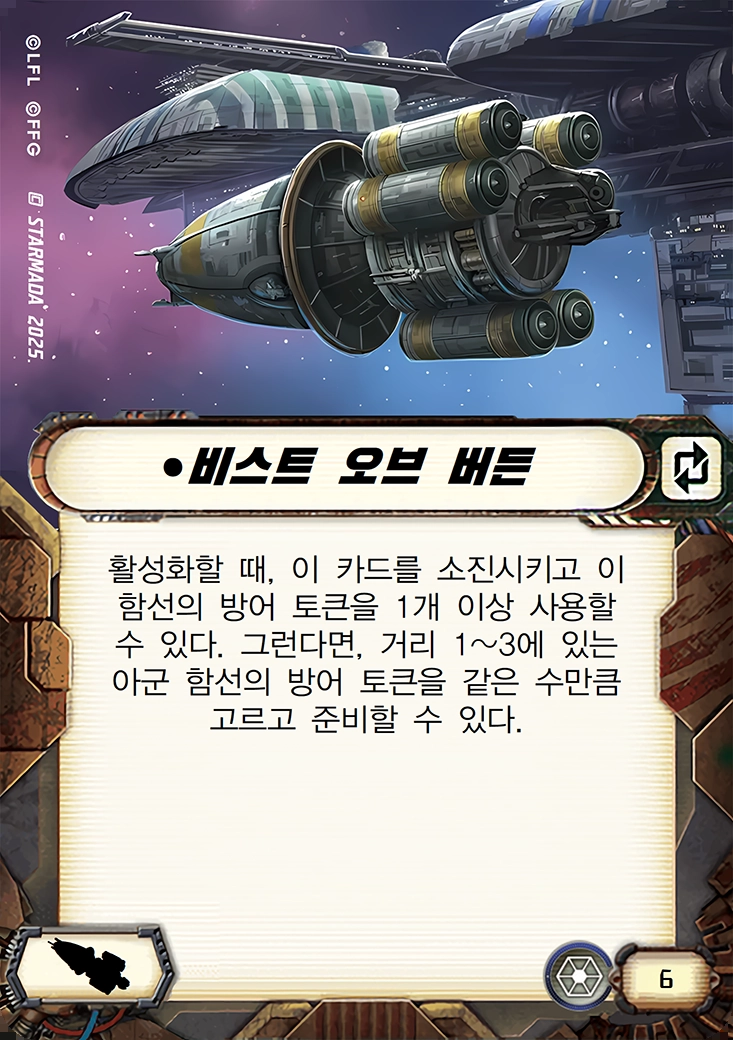 ©LFL ©FFG
STARMADA 2025.
•비스트 오브 버든
활성화할 때, 이 카드를 소진시키고 이
함선의 방어 토큰을 1개 이상 사용할
수 있다. 그런다면, 거리 1~3에 있는
아군 함선의 방어 토큰을 같은 수만큼
고르고 준비할 수 있다.
6